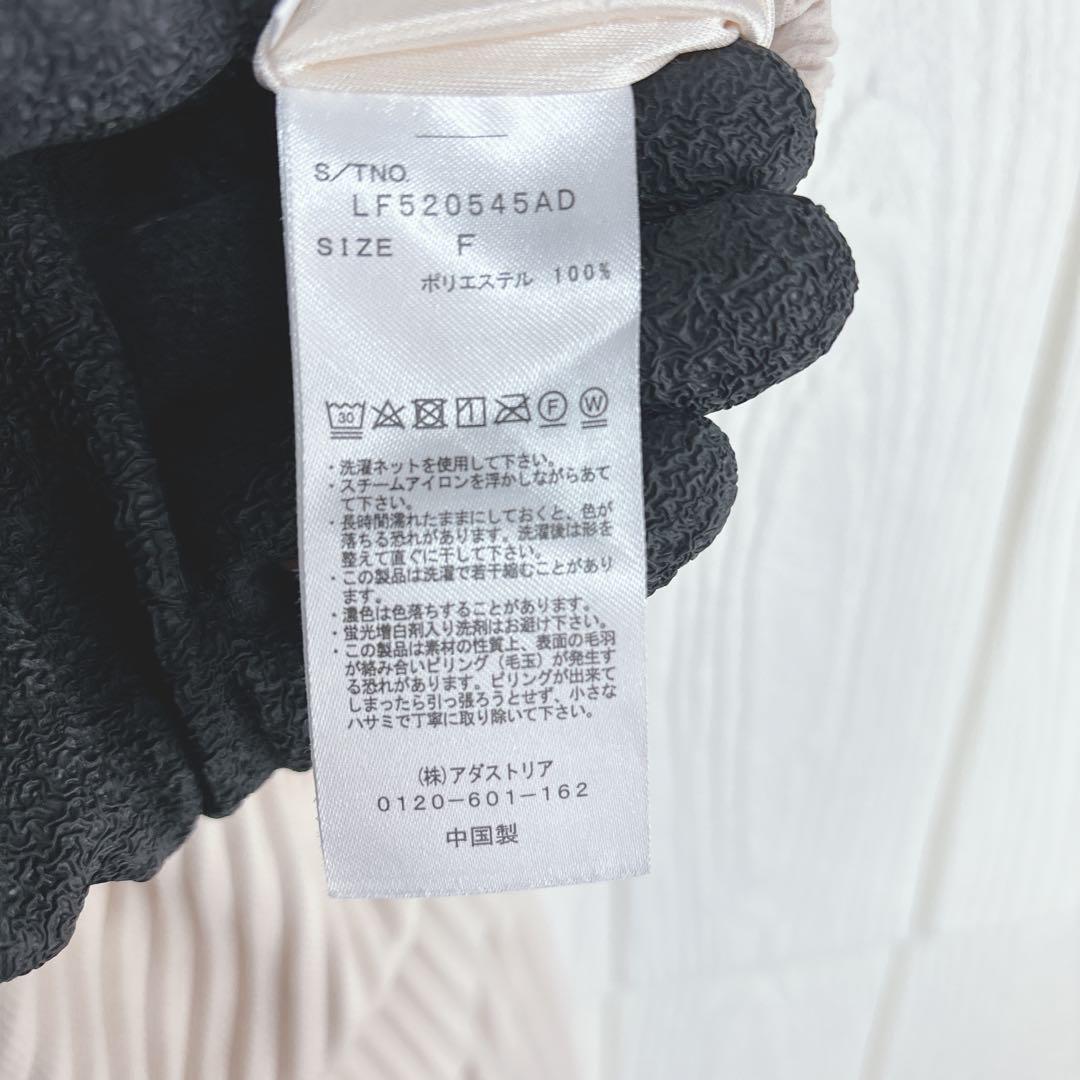 S/TNO.
LF520545AD
SIZE F
ポリエステル 100%
30 F W
・洗濯ネットを使用して下さい。
・スチームアイロンを浮かしながらあて
て下さい。
・長時間濡れたままにしておくと、色が
落ちる恐れがあります。洗濯後は形を
整えて直ぐに干して下さい。
・この製品は洗濯で若干縮むことがあり
ます。
・濃色は色落ちすることがあります。
・蛍光増白剤入り洗剤はお避け下さい。
・この製品は素材の性質上、表面の毛羽
が絡み合いピリング（毛玉）が発生す
る恐れがあります。ピリングが出来て
しまったら引っ張ろうとせず、小さな
ハサミで丁寧に取り除いて下さい。
(株)アダストリア
0120-601-162
中国製